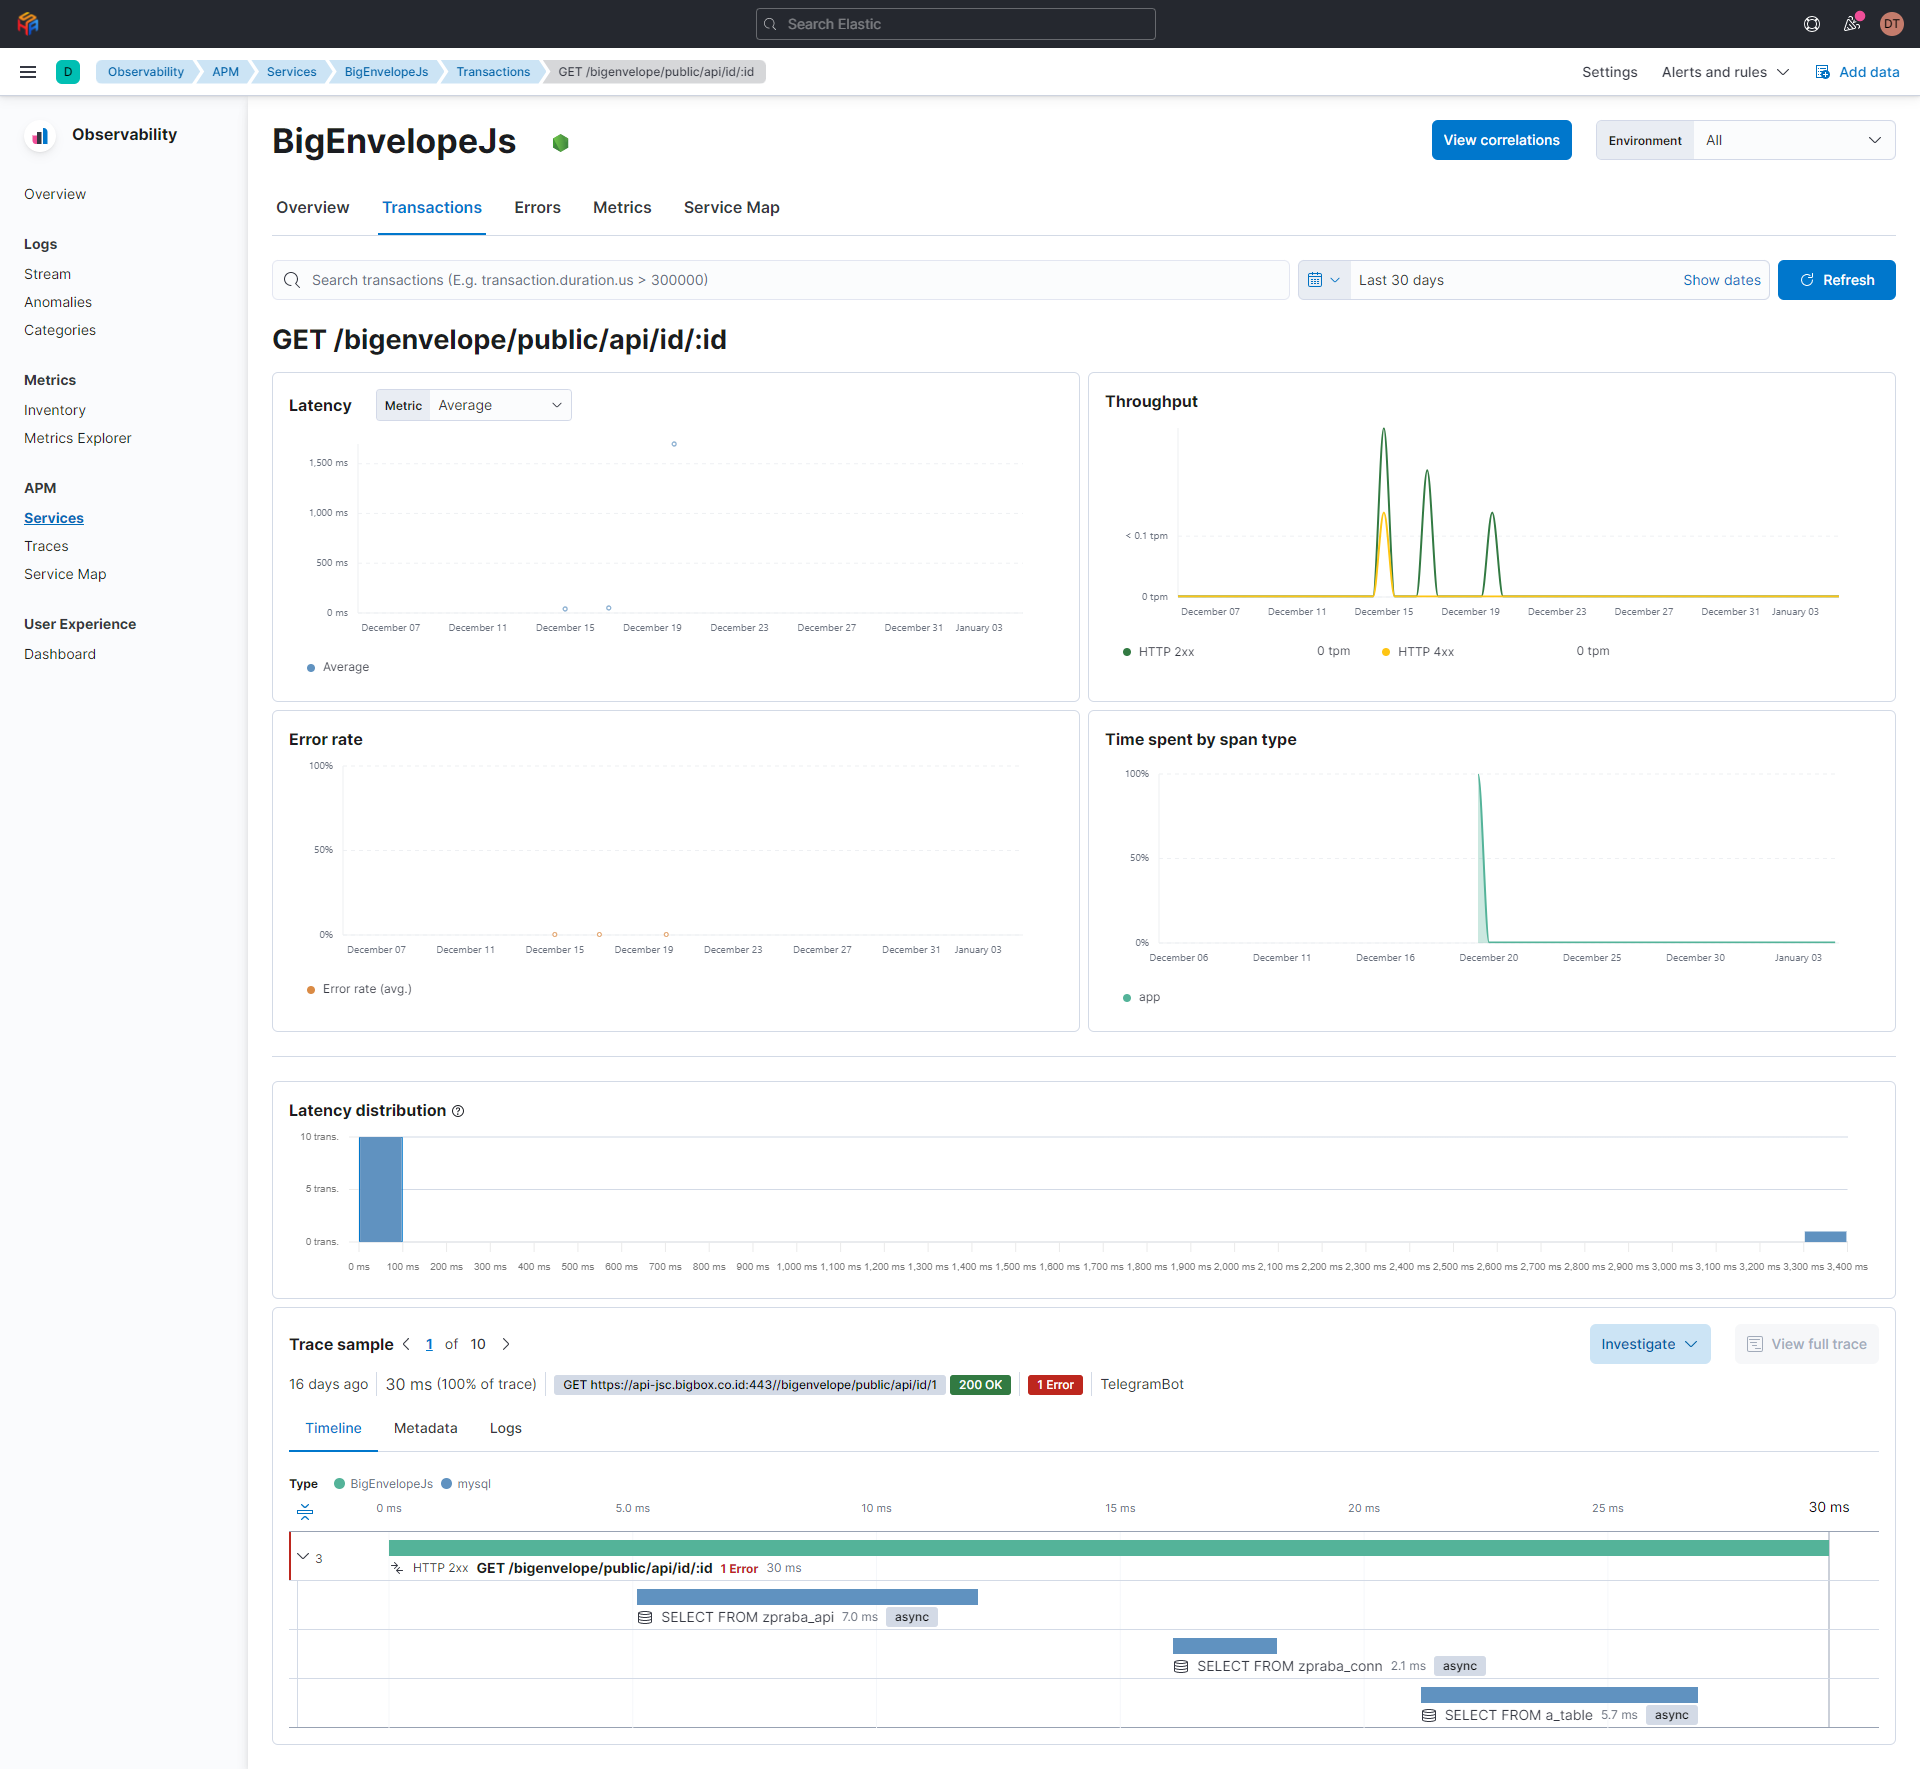 Search Elastic
DT
D
Observability
APM
Services
BigEnvelopeJs
Transactions
GET /bigenvelope/public/api/id/:id
Settings
Alerts and rules
Add data
Observability
Overview
Logs
Stream
Anomalies
Categories
Metrics
Inventory
Metrics Explorer
APM
Services
Traces
Service Map
User Experience
Dashboard
BigEnvelopeJs
View correlations
Environment All
Overview Transactions Errors Metrics Service Map
Search transactions (E.g. transaction.duration.us > 300000)
Last 30 days
Show dates
Refresh
GET /bigenvelope/public/api/id/:id
Latency
Metric Average
1,500 ms
1,000 ms
500 ms
0 ms
December 07 December 11 December 15 December 19 December 23 December 27 December 31 January 03
Average
Throughput
< 0.1 tpm
0 tpm
December 07 December 11 December 15 December 19 December 23 December 27 December 31 January 03
HTTP 2xx 0 tpm HTTP 4xx 0 tpm
Error rate
100%
50%
0%
December 07 December 11 December 15 December 19 December 23 December 27 December 31 January 03
Error rate (avg.)
Time spent by span type
100%
50%
0%
December 06 December 11 December 16 December 20 December 25 December 30 January 03
app
Latency distribution
10 trans.
5 trans.
0 trans.
0 ms 100 ms 200 ms 300 ms 400 ms 500 ms 600 ms 700 ms 800 ms 900 ms 1,000 ms 1,100 ms 1,200 ms 1,300 ms 1,400 ms 1,500 ms 1,600 ms 1,700 ms 1,800 ms 1,900 ms 2,000 ms 2,100 ms 2,200 ms 2,300 ms 2,400 ms 2,500 ms 2,600 ms 2,700 ms 2,800 ms 2,900 ms 3,000 ms 3,100 ms 3,200 ms 3,300 ms 3,400 ms
Trace sample 1 of 10
Investigate
View full trace
16 days ago 30 ms (100% of trace) GET https://api-jsc.bigbox.co.id:443//bigenvelope/public/api/id/1 200 OK 1 Error TelegramBot
Timeline Metadata Logs
Type BigEnvelopeJs mysql
0 ms 5.0 ms 10 ms 15 ms 20 ms 25 ms 30 ms
3
HTTP 2xx GET /bigenvelope/public/api/id/:id 1 Error 30 ms
SELECT FROM zpraba_api 7.0 ms async
SELECT FROM zpraba_conn 2.1 ms async
SELECT FROM a_table 5.7 ms async